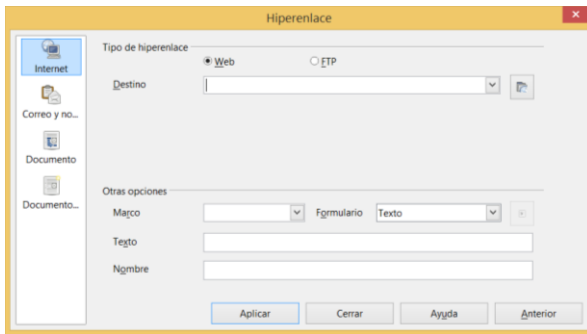 Hiperenlace
Internet
Correo y no...
Documento
Documento...
Tipo de hiperenlace
Web FTP
Destino
Otras opciones
Marco Formulario Texto
Texto
Nombre
Aplicar Cerrar Ayuda Anterior